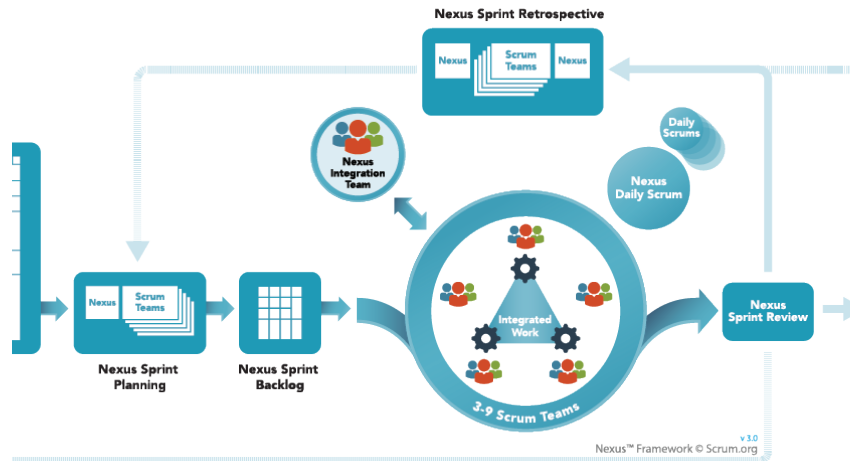 Nexus Sprint Retrospective
Nexus
Scrum
Teams
Nexus
Daily
Scrums
Nexus
Integration
Team
Nexus
Daily Scrum
Nexus
Scrum
Teams
Integrated
Work
Nexus
Sprint Review
Nexus Sprint
Planning
Nexus Sprint
Backlog
3-9 Scrum Teams
v 3.0
Nexus™ Framework © Scrum.org